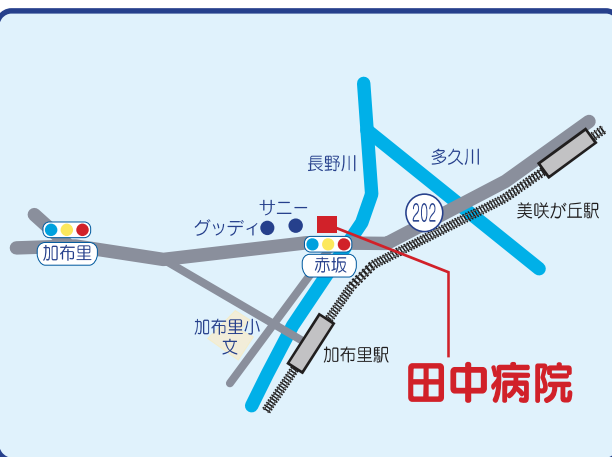 長野川
多久川
サニー
グッディ
202
美咲が丘駅
加布里
赤坂
加布里小
文
加布里駅
田中病院